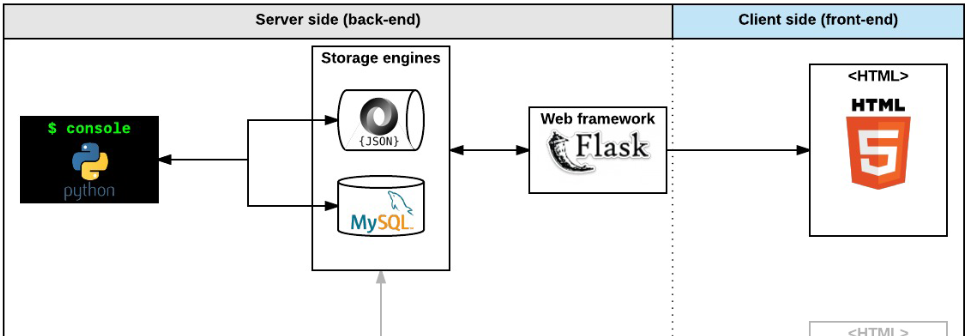 Server side (back-end)
Client side (front-end)
Storage engines
{JSON}
MySQL
$ console
python
Web framework
Flask
<HTML>
HTML
5
<HTML>